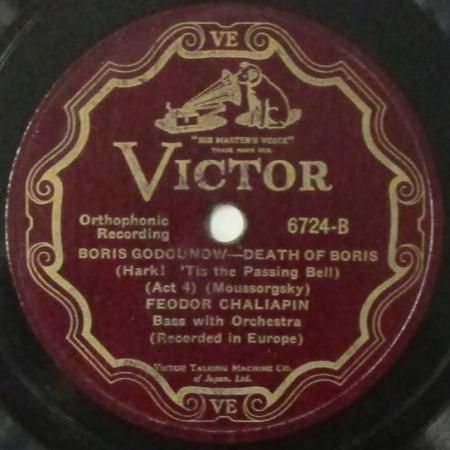 VE
"HIS MASTER'S VOICE"
TRADE MARK REG.
VICTOR
Orthophonic
Recording
6724-B
BORIS GODOUNOW—DEATH OF BORIS
(Hark! 'Tis the Passing Bell)
(Act 4) (Moussorgsky)
FEODOR CHALIAPIN
Bass with Orchestra
(Recorded in Europe)
VICTOR TALKING MACHINE CO.
of Japan, Ltd.
VE